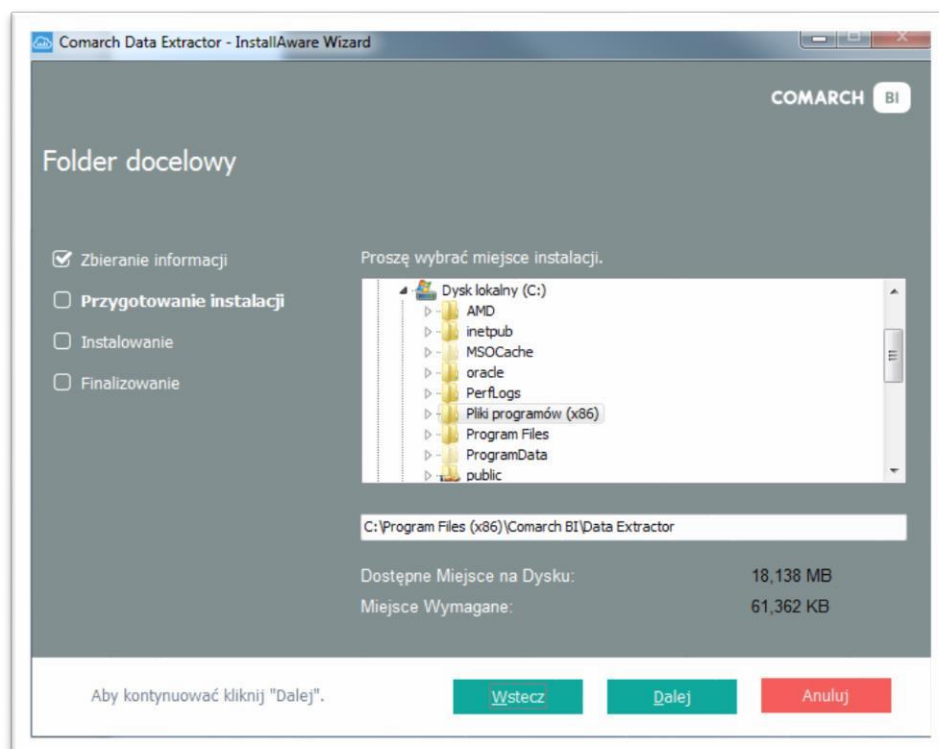 Comarch Data Extractor - InstallAware Wizard
COMARCH BI
Folder docelowy
Zbieranie informacji
Przygotowanie instalacji
Instalowanie
Finalizowanie
Proszę wybrać miejsce instalacji.
Dysk lokalny (C:)
AMD
inetpub
MSOCache
oracle
PerfLogs
Pliki programów (x86)
Program Files
ProgramData
public
C:\Program Files (x86)\Comarch BI\Data Extractor
Dostępne Miejsce na Dysku: 18,138 MB
Miejsce Wymagane: 61,362 KB
Aby kontynuować kliknij "Dalej".
Wstecz
Dalej
Anuluj